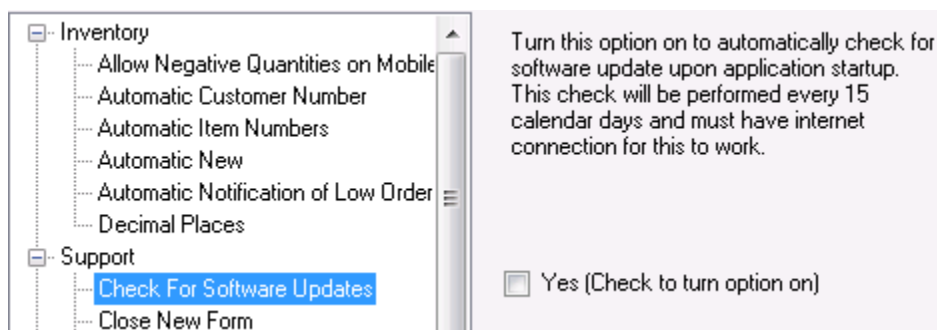 Inventory
Allow Negative Quantities on Mobile
Automatic Customer Number
Automatic Item Numbers
Automatic New
Automatic Notification of Low Order
Decimal Places
Support
Check For Software Updates
Close New Form
Turn this option on to automatically check for
software update upon application startup.
This check will be performed every 15
calendar days and must have internet
connection for this to work.
Yes (Check to turn option on)